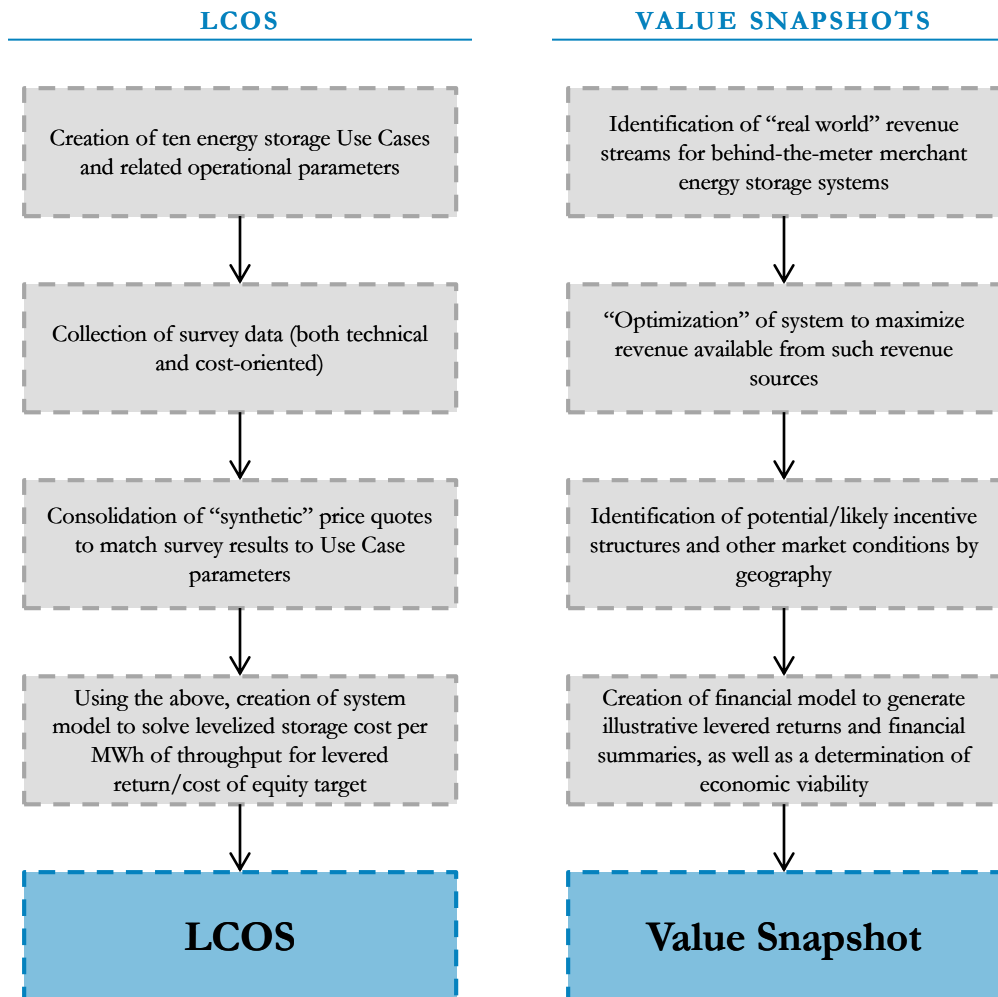 LCOS
Creation of ten energy storage Use Cases
and related operational parameters
Collection of survey data (both technical
and cost-oriented)
Consolidation of “synthetic” price quotes
to match survey results to Use Case
parameters
Using the above, creation of system
model to solve levelized storage cost per
MWh of throughput for levered
return/cost of equity target
LCOS
VALUE SNAPSHOTS
Identification of “real world” revenue
streams for behind-the-meter merchant
energy storage systems
“Optimization” of system to maximize
revenue available from such revenue
sources
Identification of potential/likely incentive
structures and other market conditions by
geography
Creation of financial model to generate
illustrative levered returns and financial
summaries, as well as a determination of
economic viability
Value Snapshot